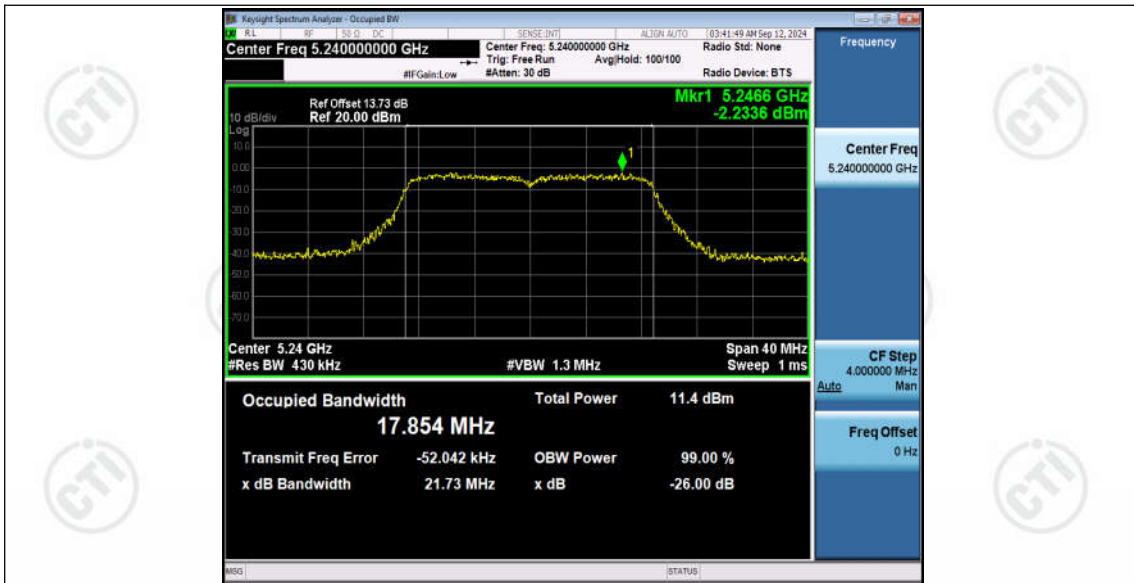 Keysight Spectrum Analyzer - Occupied BW
RL RF 50 Ω DC SENSE:INT ALIGN AUTO 03:41:49 AM Sep 12, 2024
Center Freq 5.240000000 GHz
Center Freq: 5.240000000 GHz Radio Std: None
Trig: Free Run Avg|Hold: 100/100
#IFGain:Low #Atten: 30 dB Radio Device: BTS
Frequency
Ref Offset 13.73 dB
10 dB/div Ref 20.00 dBm
Mkr1 5.2466 GHz
-2.2336 dBm
Log
10.0
0.00
-10.0
-20.0
-30.0
-40.0
-50.0
-60.0
-70.0
1
Center 5.24 GHz Span 40 MHz
#Res BW 430 kHz #VBW 1.3 MHz Sweep 1 ms
Occupied Bandwidth Total Power 11.4 dBm
17.854 MHz
Transmit Freq Error -52.042 kHz OBW Power 99.00 %
x dB Bandwidth 21.73 MHz x dB -26.00 dB
Center Freq
5.240000000 GHz
CF Step
4.000000 MHz
Auto Man
Freq Offset
0 Hz
MSG STATUS
CTI
CTI
CTI
CTI